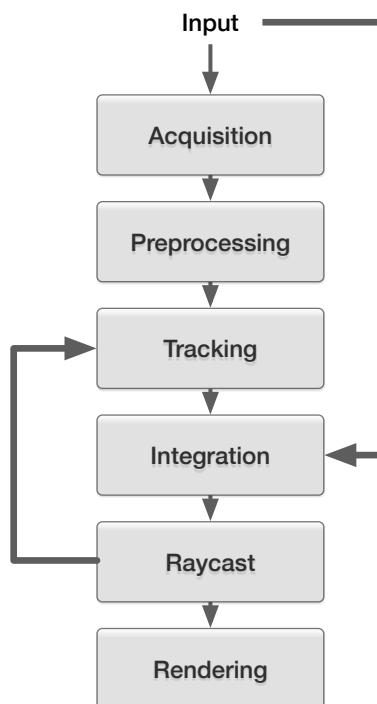 Input
Acquisition
Preprocessing
Tracking
Integration
Raycast
Rendering